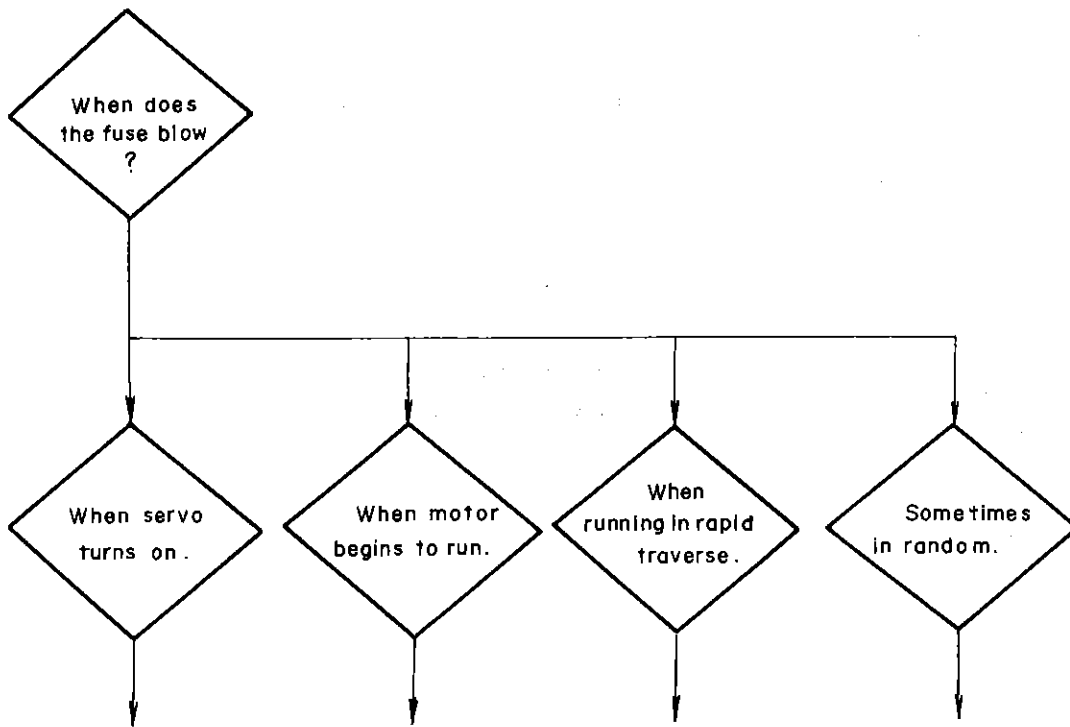 When does
the fuse blow
?
When servo
turns on.
When motor
begins to run.
When
running in rapid
traverse.
Sometimes
in random.